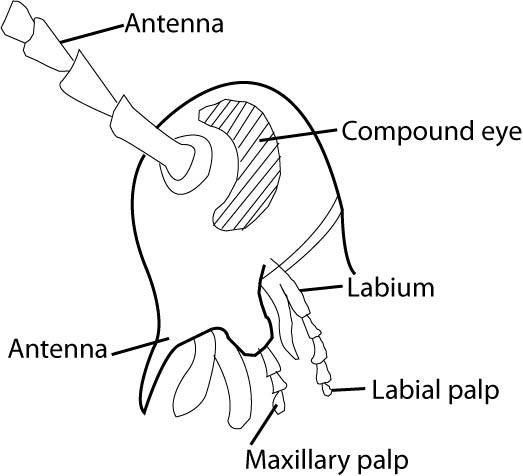 Antenna
Compound eye
Labium
Antenna
Labial palp
Maxillary palp